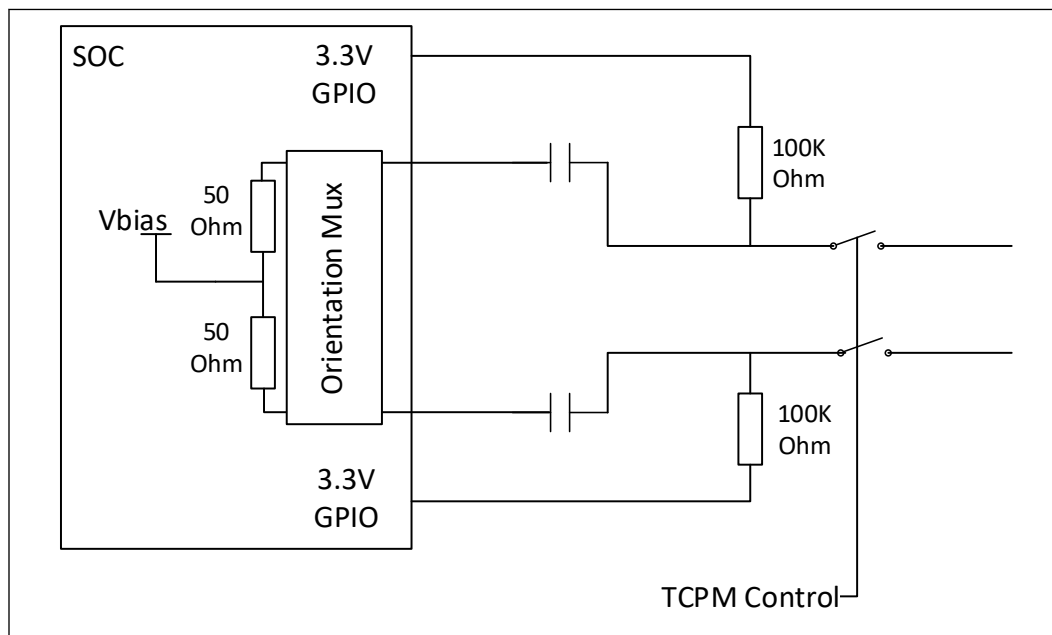 SOC
3.3V
GPIO
100K
Ohm
50
Ohm
Vbias
Orientation Mux
50
Ohm
100K
Ohm
3.3V
GPIO
TCPM Control